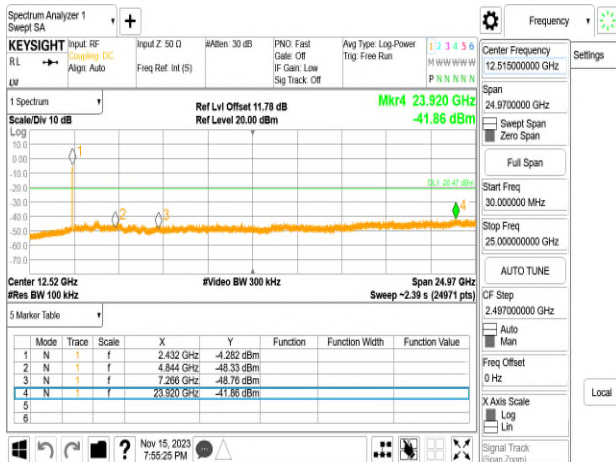 Spectrum Analyzer 1
Swept SA
KEYSIGHT
RL
Input: RF
Coupling: DC
Align: Auto
Input Z: 50 Ω
Freq Ref: Int (S)
#Atten: 30 dB
PNO: Fast
Gate: Off
IF Gain: Low
Sig Track: Off
Avg Type: Log-Power
Trig: Free Run
1 2 3 4 5 6
M W W W W W
P N N N N N
1 Spectrum
Scale/Div 10 dB
Ref Lvl Offset 11.78 dB
Ref Level 20.00 dBm
Mkr4 23.920 GHz
-41.86 dBm
Log
10.0
0.00
-10.0
-20.0
-30.0
-40.0
-50.0
-60.0
-70.0
1
2
3
4
DL1 -20.47 dBm
Center 12.52 GHz
#Res BW 100 kHz
#Video BW 300 kHz
Span 24.97 GHz
Sweep ~2.39 s (24971 pts)
5 Marker Table
Mode Trace Scale X Y Function Function Width Function Value
1 N 1 f 2.432 GHz -4.282 dBm
2 N 1 f 4.844 GHz -48.33 dBm
3 N 1 f 7.266 GHz -48.76 dBm
4 N 1 f 23.920 GHz -41.86 dBm
5
6
?
Nov 15, 2023
7:55:25 PM
Frequency
Settings
Center Frequency
12.515000000 GHz
Span
24.9700000 GHz
Swept Span
Zero Span
Full Span
Start Freq
30.000000 MHz
Stop Freq
25.000000000 GHz
AUTO TUNE
CF Step
2.497000000 GHz
Auto
Man
Freq Offset
0 Hz
X Axis Scale
Log
Lin
Local
Signal Track
(Span Zoom)